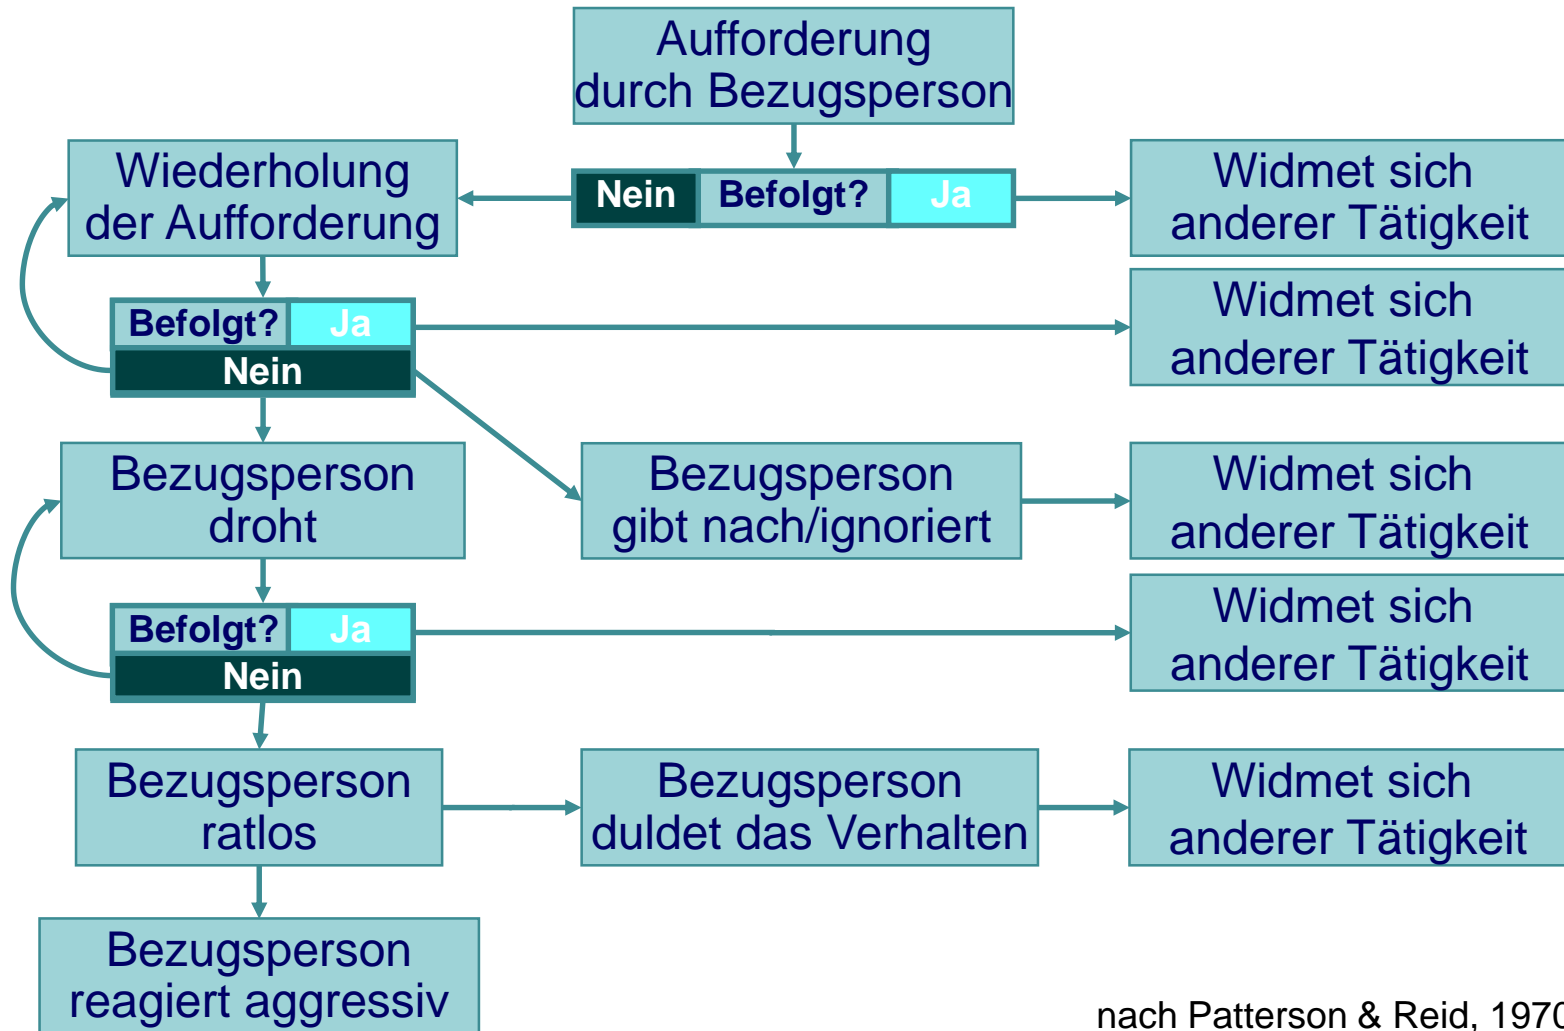 Aufforderung
durch Bezugsperson
Wiederholung
der Aufforderung
Nein Befolgt? Ja
Widmet sich
anderer Tätigkeit
Befolgt? Ja
Nein
Widmet sich
anderer Tätigkeit
Bezugsperson
droht
Bezugsperson
gibt nach/ignoriert
Widmet sich
anderer Tätigkeit
Befolgt? Ja
Nein
Widmet sich
anderer Tätigkeit
Bezugsperson
ratlos
Bezugsperson
duldet das Verhalten
Widmet sich
anderer Tätigkeit
Bezugsperson
reagiert aggressiv
nach Patterson & Reid, 1970